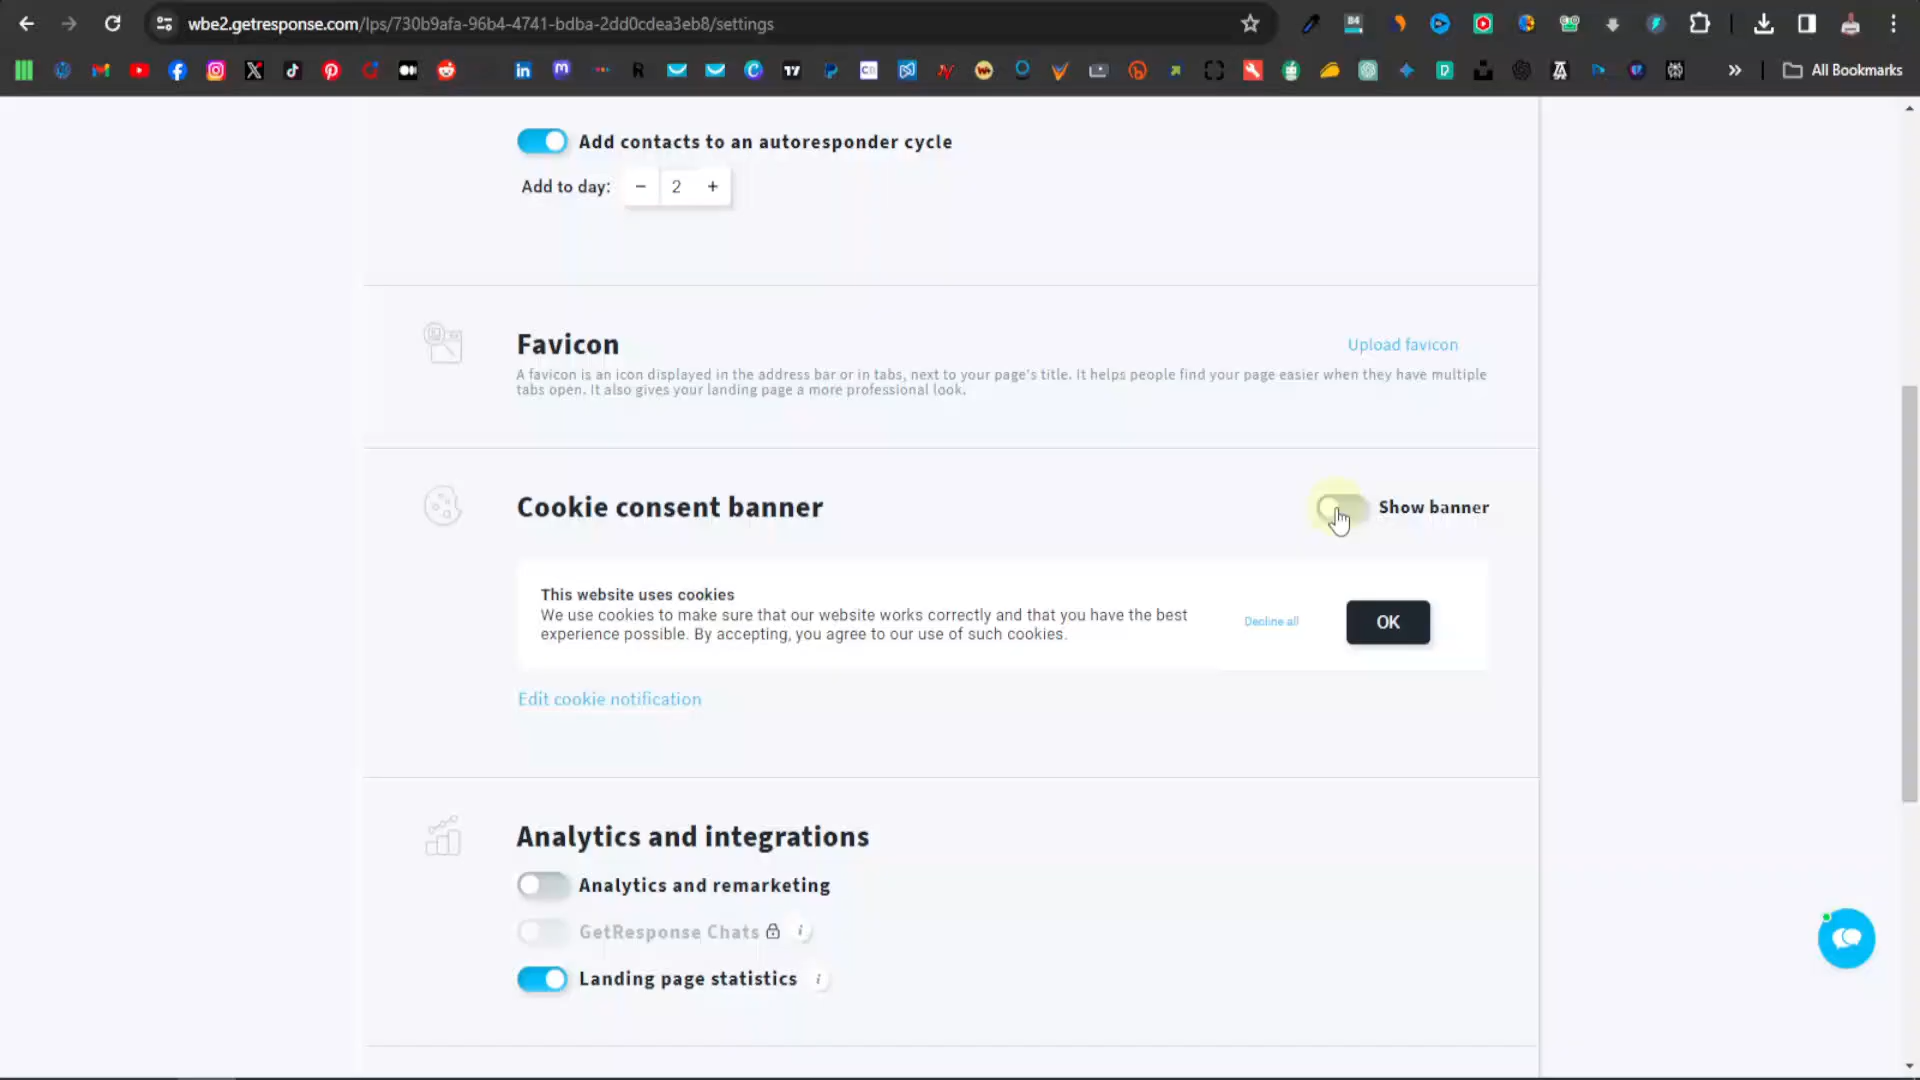 wbe2.getresponse.com/lps/730b9afa-96b4-4741-bdba-2dd0cdea3eb8/settings
All Bookmarks
Add contacts to an autoresponder cycle
Add to day: − 2 +
Favicon
Upload favicon
A favicon is an icon displayed in the address bar or in tabs, next to your page's title. It helps people find your page easier when they have multiple
tabs open. It also gives your landing page a more professional look.
Cookie consent banner
Show banner
This website uses cookies
We use cookies to make sure that our website works correctly and that you have the best
experience possible. By accepting, you agree to our use of such cookies.
Decline all
OK
Edit cookie notification
Analytics and integrations
Analytics and remarketing
GetResponse Chats i
Landing page statistics i